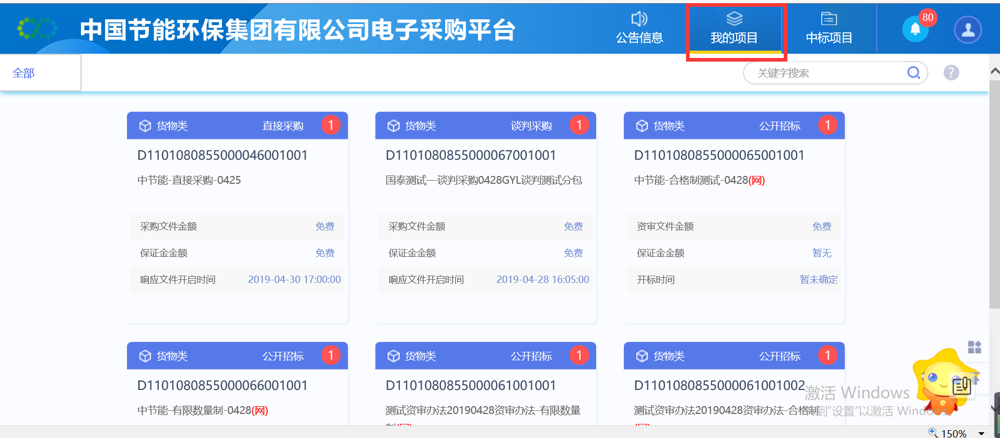 中国节能环保集团有限公司电子采购平台
公告信息
我的项目
中标项目
80
全部
关键字搜索
?
货物类 直接采购 1
D1101080855000046001001
中节能-直接采购-0425
采购文件金额 免费
保证金金额 免费
响应文件开启时间 2019-04-30 17:00:00
货物类 谈判采购 1
D1101080855000067001001
国泰测试—谈判采购0428GYL谈判测试分包
采购文件金额 免费
保证金金额 免费
响应文件开启时间 2019-04-28 16:05:00
货物类 公开招标 1
D1101080855000065001001
中节能-合格制测试-0428(网)
资审文件金额 免费
保证金金额 暂无
开标时间 暂未确定
货物类 公开招标 1
D1101080855000066001001
中节能-有限数量制-0428(网)
货物类 公开招标 1
D1101080855000061001001
测试资审办法20190428资审办法-有限数量
制(网)
货物类 公开招标 1
D1101080855000061001002
测试资审办法20190428资审办法-合格制
(网)
激活 Windows
转到"设置"以激活 Windows。
150%